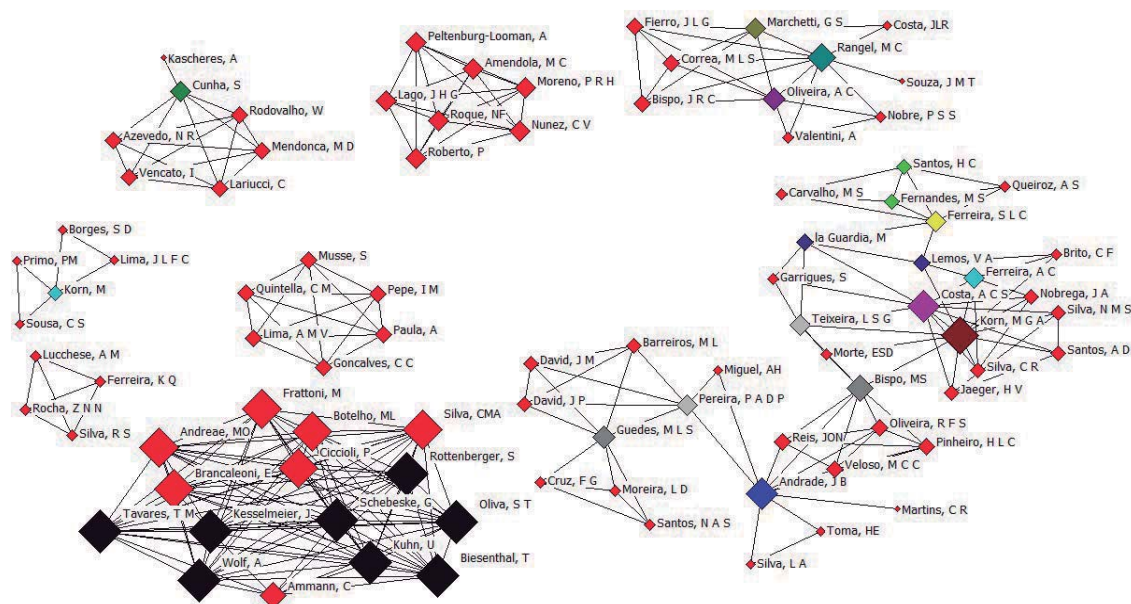 Kascheres, A
Cunha, S
Rodovalho, W
Azevedo, N R
Mendonca, M D
Vencato, I
Lariucci, C
Peltenburg-Looman, A
Amendola, M C
Moreno, P R H
Lago, J H G
Roque, NF
Nunez, C V
Roberto, P
Fierro, J L G
Marchetti, G S
Costa, JLR
Rangel, M C
Correa, M L S
Souza, J M T
Bispo, J R C
Oliveira, A C
Nobre, P S S
Valentini, A
Santos, H C
Carvalho, M S
Queiroz, A S
Fernandes, M S
Ferreira, S L C
la Guardia, M
Lemos, V A
Brito, C F
Garrigues, S
Ferreira, A C
Costa, A C S
Nobrega, J A
Silva, N M S
Teixeira, L S G
Korn, M G A
Santos, A D
Morte, ESD
Silva, C R
Jaeger, H V
Bispo, MS
Borges, S D
Primo, PM
Lima, J L F C
Korn, M
Sousa, C S
Musse, S
Quintella, C M
Pepe, I M
Lima, A M V
Paula, A
Goncalves, C C
Lucchese, A M
Ferreira, K Q
Rocha, Z N N
Silva, R S
Barreiros, M L
David, J M
Miguel, AH
David, J P
Pereira, P A D P
Guedes, M L S
Oliveira, R F S
Reis, JON
Pinheiro, H L C
Veloso, M C C
Cruz, F G
Moreira, L D
Andrade, J B
Santos, N A S
Martins, C R
Toma, HE
Silva, L A
Frattoni, M
Botelho, ML
Silva, CMA
Andreae, MO
Ciccioli, P
Rottenberger, S
Brancaleoni, E
Schebeske, G
Tavares, T M
Kesselmeier, J
Oliva, S T
Kuhn, U
Wolf, A
Biesenthal, T
Ammann, C